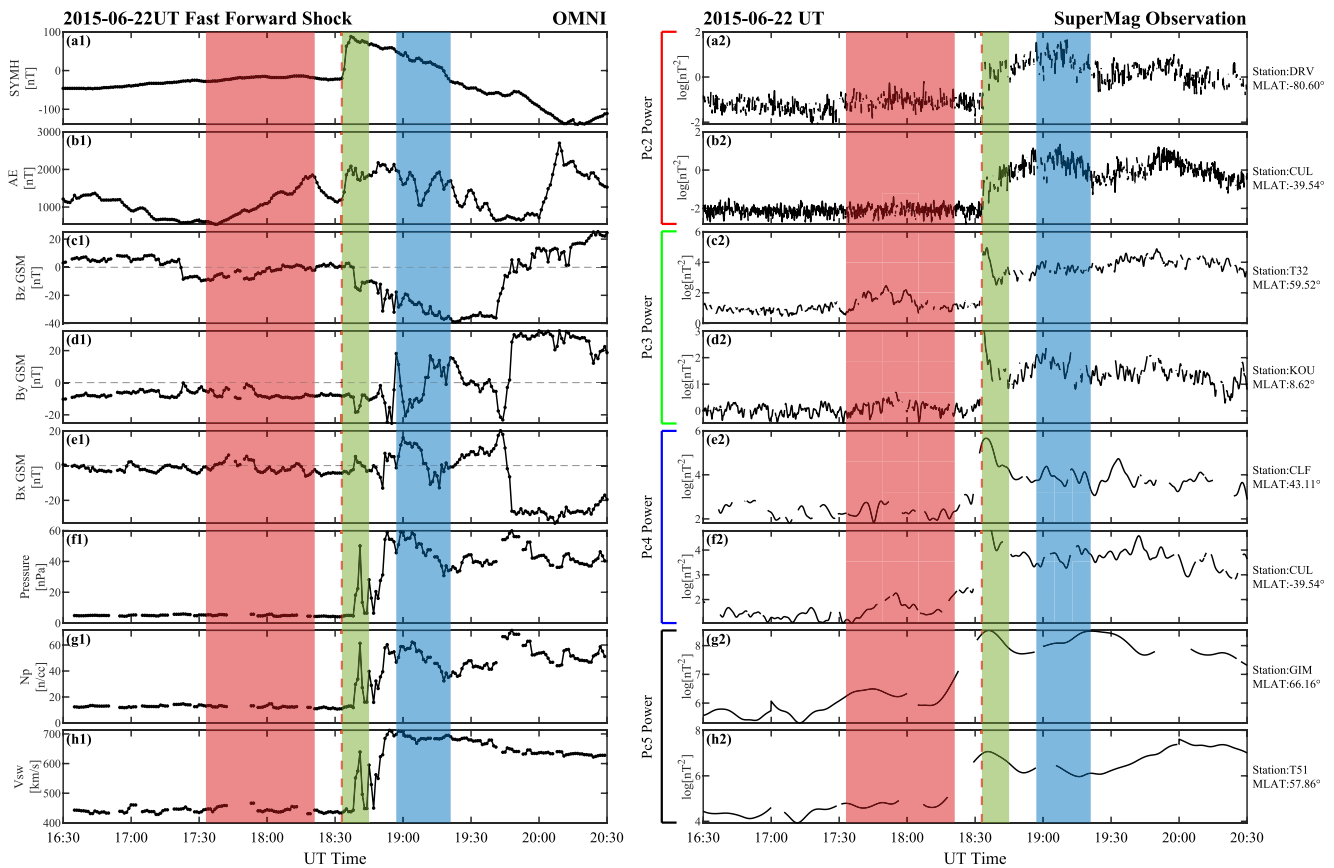 2015-06-22UT Fast Forward Shock OMNI
(a1)
SYMH
[nT]
100
0
-100
(b1)
AE
[nT]
3000
2000
1000
(c1)
Bz GSM
[nT]
20
0
-20
-40
(d1)
By GSM
[nT]
20
0
-20
(e1)
Bx GSM
[nT]
20
0
-20
(f1)
Pressure
[nPa]
60
40
20
0
(g1)
Np
[n/cc]
100
80
60
40
20
0
(h1)
Vsw
[km/s]
700
600
500
400
16:30 17:00 17:30 18:00 18:30 19:00 19:30 20:00 20:30
UT Time
2015-06-22 UT SuperMag Observation
Pc2 Power
(a2)
log[nT²]
2
0
-2
Station:DRV
MLAT:-80.60°
(b2)
log[nT²]
2
0
-2
Station:CUL
MLAT:-39.54°
Pc3 Power
(c2)
log[nT²]
6
4
2
0
Station:T32
MLAT:59.52°
(d2)
log[nT²]
3
2
1
0
Station:KOU
MLAT:8.62°
Pc4 Power
(e2)
log[nT²]
6
4
2
Station:CLF
MLAT:43.11°
(f2)
log[nT²]
4
3
2
Station:CUL
MLAT:-39.54°
Pc5 Power
(g2)
log[nT²]
8
7
6
Station:GIM
MLAT:66.16°
(h2)
log[nT²]
8
6
4
Station:T51
MLAT:57.86°
16:30 17:00 17:30 18:00 18:30 19:00 19:30 20:00 20:30
UT Time